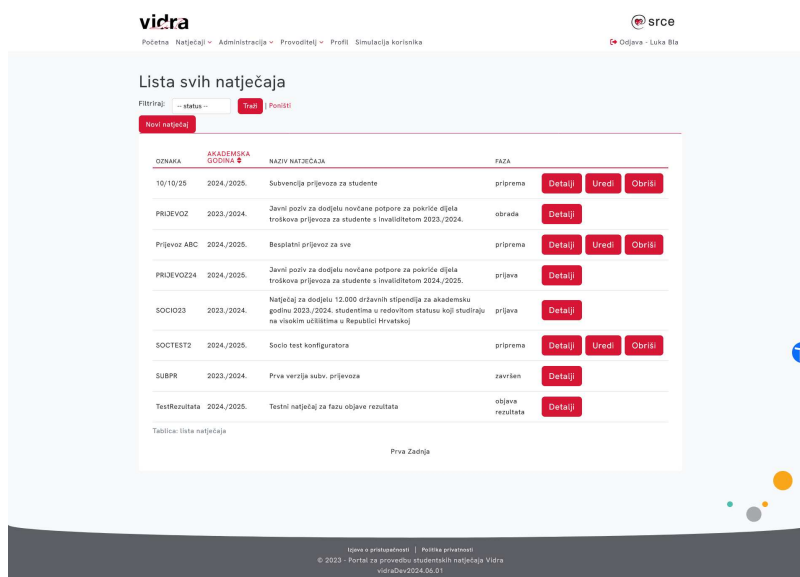 vidra
srce
Početna Natječaji Administracija Provoditelj Profil Simulacija korisnika
Odjava - Luka Bla
Lista svih natječaja
Filtriraj: -- status -- Traži | Poništi
Novi natječaj
OZNAKA AKADEMSKA GODINA NAZIV NATJEČAJA FAZA
10/10/25 2024./2025. Subvencija prijevoza za studente priprema Detalji Uredi Obriši
PRIJEVOZ 2023./2024. Javni poziv za dodjelu novčane potpore za pokriće dijela
troškova prijevoza za studente s invaliditetom 2023./2024. obrada Detalji
Prijevoz ABC 2024./2025. Besplatni prijevoz za sve priprema Detalji Uredi Obriši
PRIJEVOZ24 2024./2025. Javni poziv za dodjelu novčane potpore za pokriće dijela
troškova prijevoza za studente s invaliditetom 2024./2025. prijava Detalji
SOCIO23 2023./2024. Natječaj za dodjelu 12.000 državnih stipendija za akademsku
godinu 2023./2024. studentima u redovitom statusu koji studiraju
na visokim učilištima u Republici Hrvatskoj prijava Detalji
SOCTEST2 2024./2025. Socio test konfiguratora priprema Detalji Uredi Obriši
SUBPR 2023./2024. Prva verzija subv. prijevoza završen Detalji
TestRezultata 2024./2025. Testni natječaj za fazu objave rezultata objava
rezultata Detalji
Tablica: lista natječaja
Prva Zadnja
Izjava o pristupačnosti | Politika privatnosti
© 2023 - Portal za provedbu studentskih natječaja Vidra
vidraDev2024.06.01